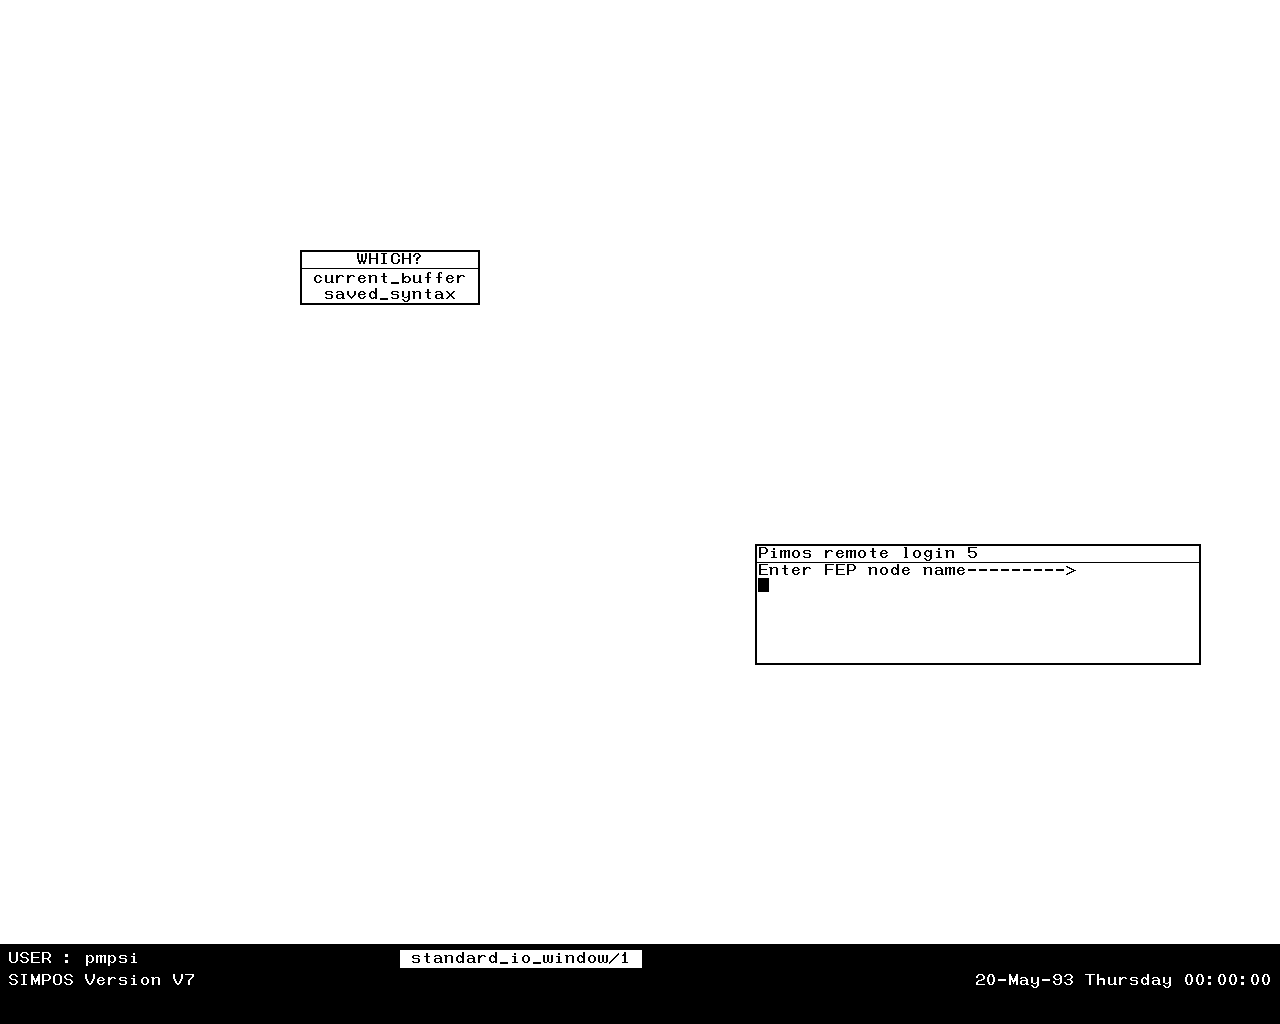 WHICH?
current_buffer
saved_syntax
Pimos remote login 5
Enter FEP node name--------->
USER : pmpsi
standard_io_window/1
SIMPOS Version V7
20-May-93 Thursday 00:00:00